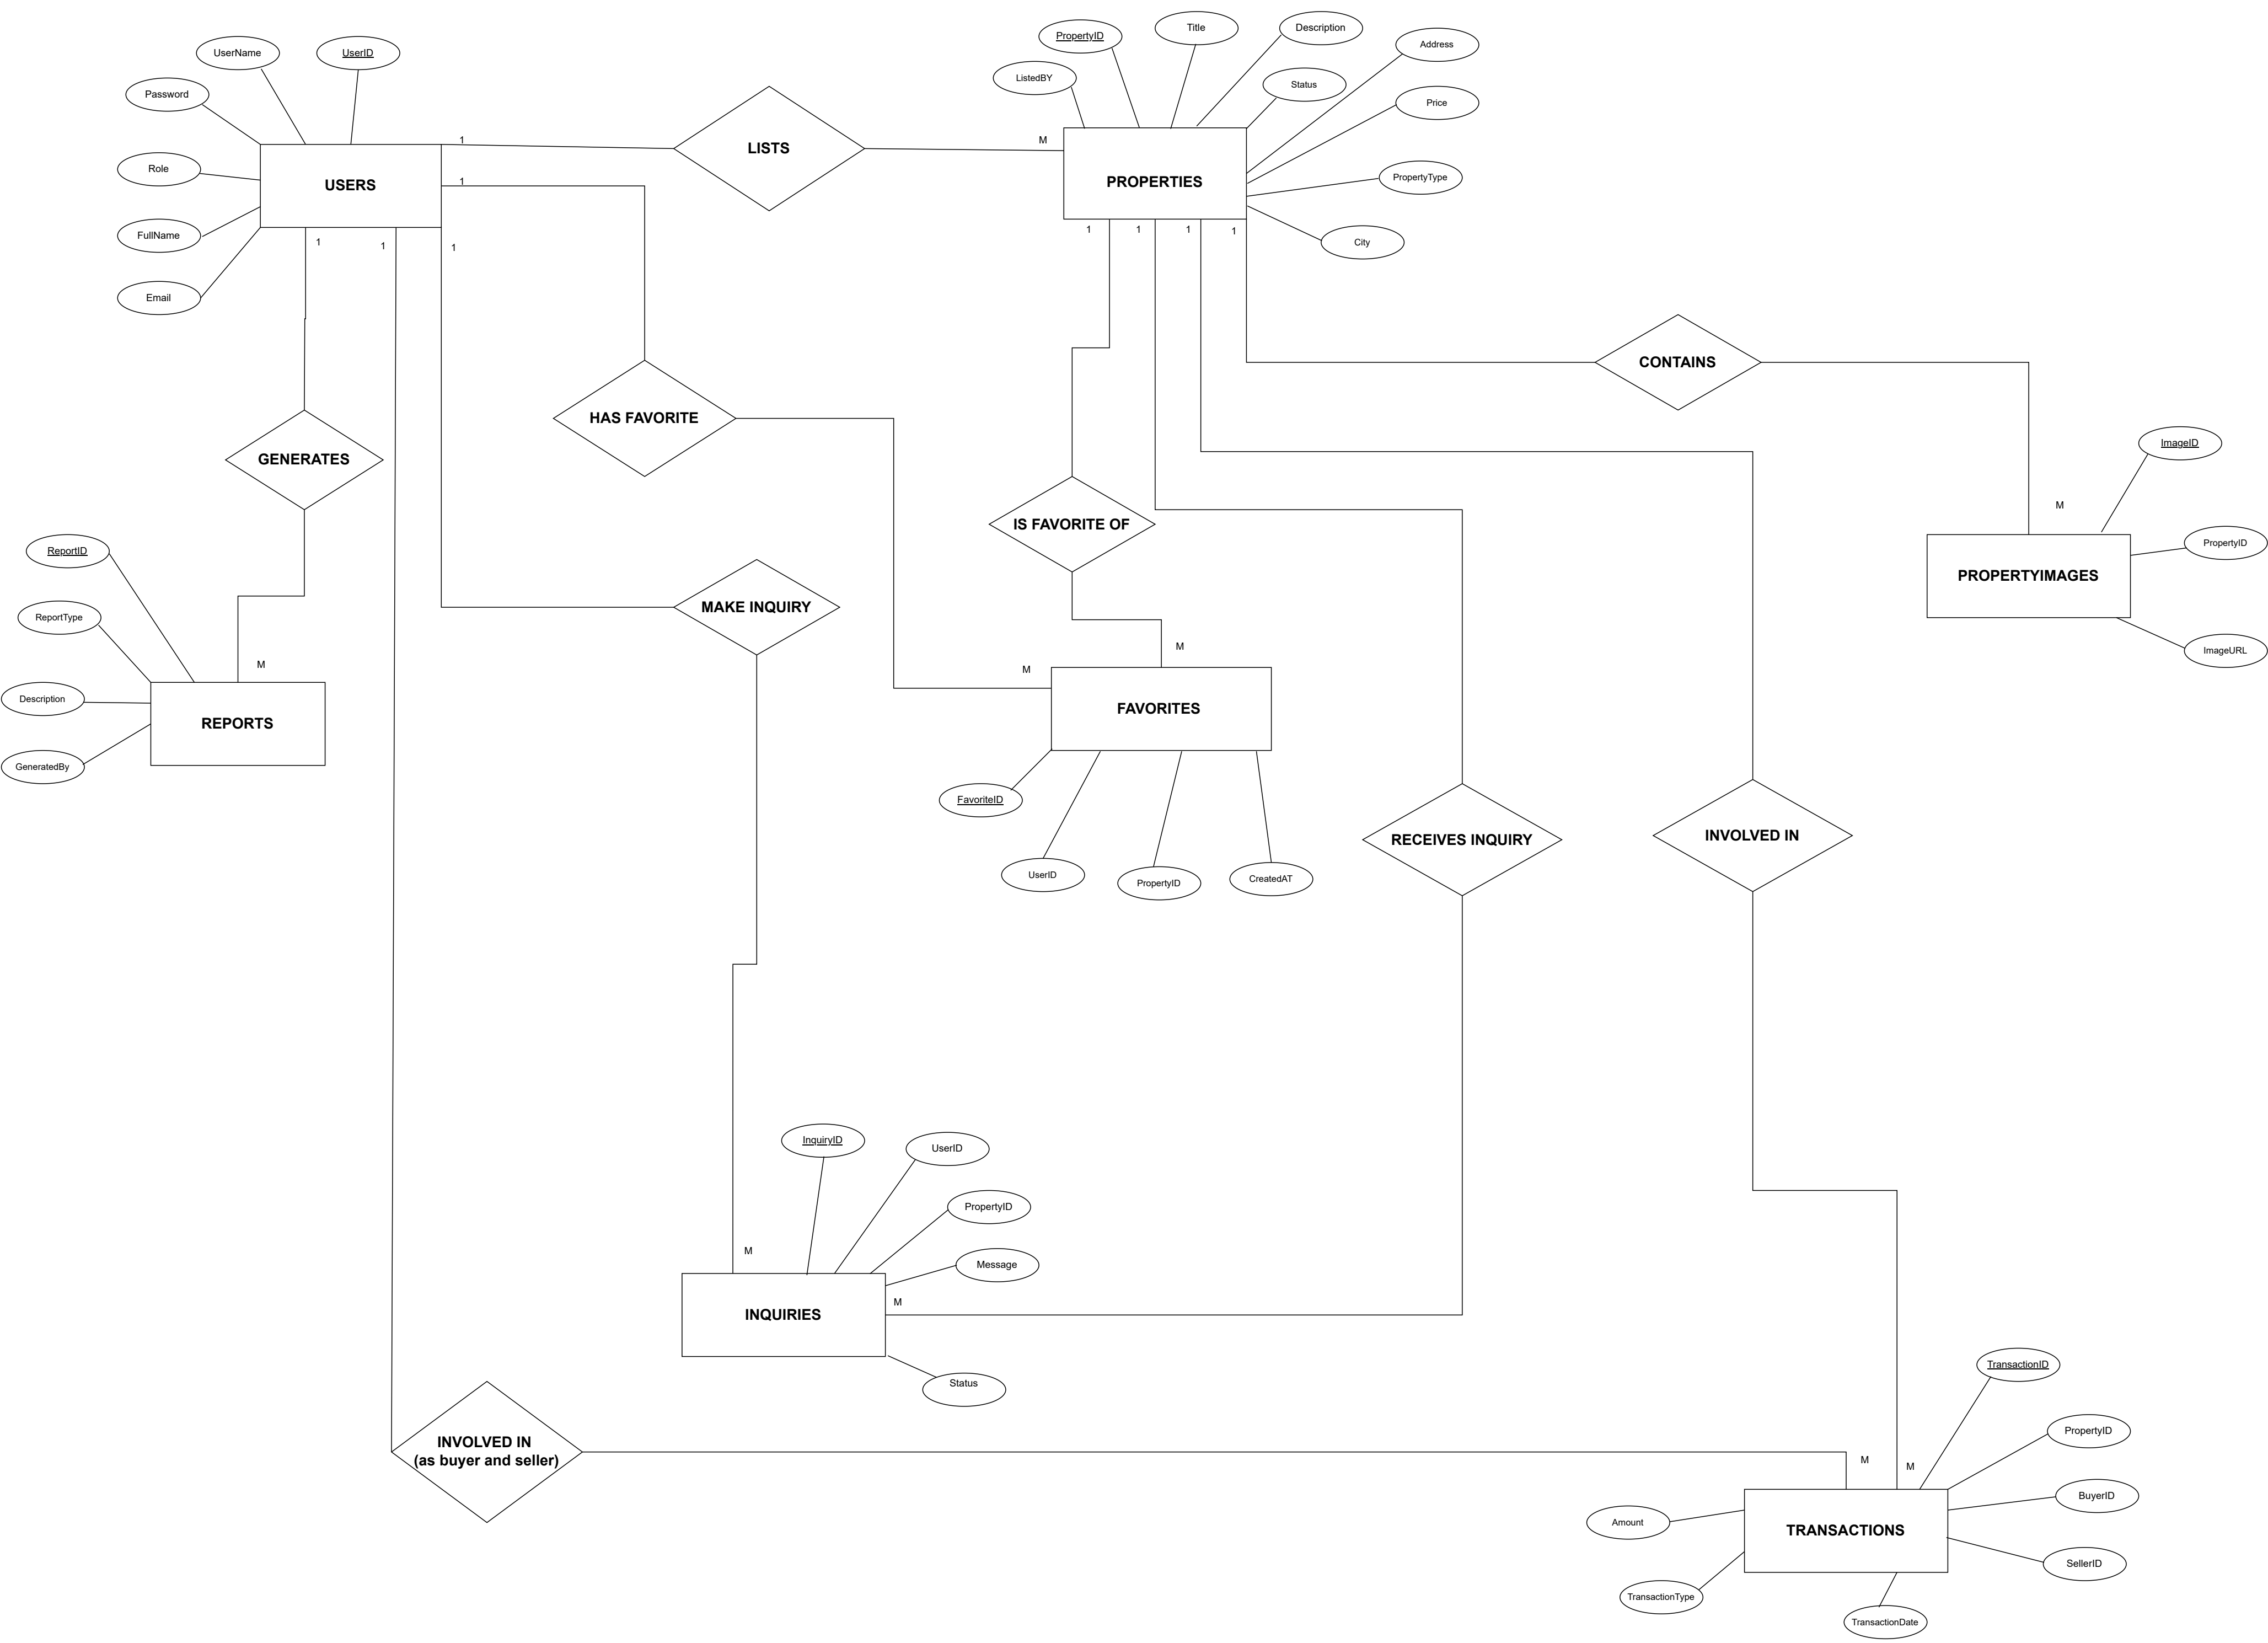 Title
Description
PropertyID
Address
UserName
UserID
ListedBY
Status
Password
Price
1
M
LISTS
Role
USERS
1
PROPERTIES
PropertyType
FullName
1
1
1
1
1
1
1
City
Email
CONTAINS
HAS FAVORITE
ImageID
GENERATES
M
IS FAVORITE OF
PropertyID
ReportID
PROPERTYIMAGES
MAKE INQUIRY
ReportType
M
ImageURL
M
M
Description
FAVORITES
REPORTS
GeneratedBy
FavoriteID
INVOLVED IN
RECEIVES INQUIRY
UserID
PropertyID
CreatedAT
InquiryID
UserID
PropertyID
M
Message
M
INQUIRIES
TransactionID
Status
PropertyID
INVOLVED IN
(as buyer and seller)
M
M
BuyerID
Amount
TRANSACTIONS
SellerID
TransactionType
TransactionDate